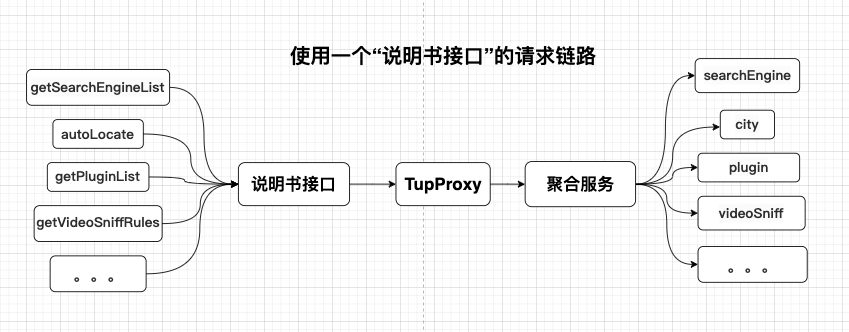 使用一个“说明书接口”的请求链路
getSearchEngineList
autoLocate
getPluginList
getVideoSniffRules
。。。
说明书接口
TupProxy
聚合服务
searchEngine
city
plugin
videoSniff
。。。